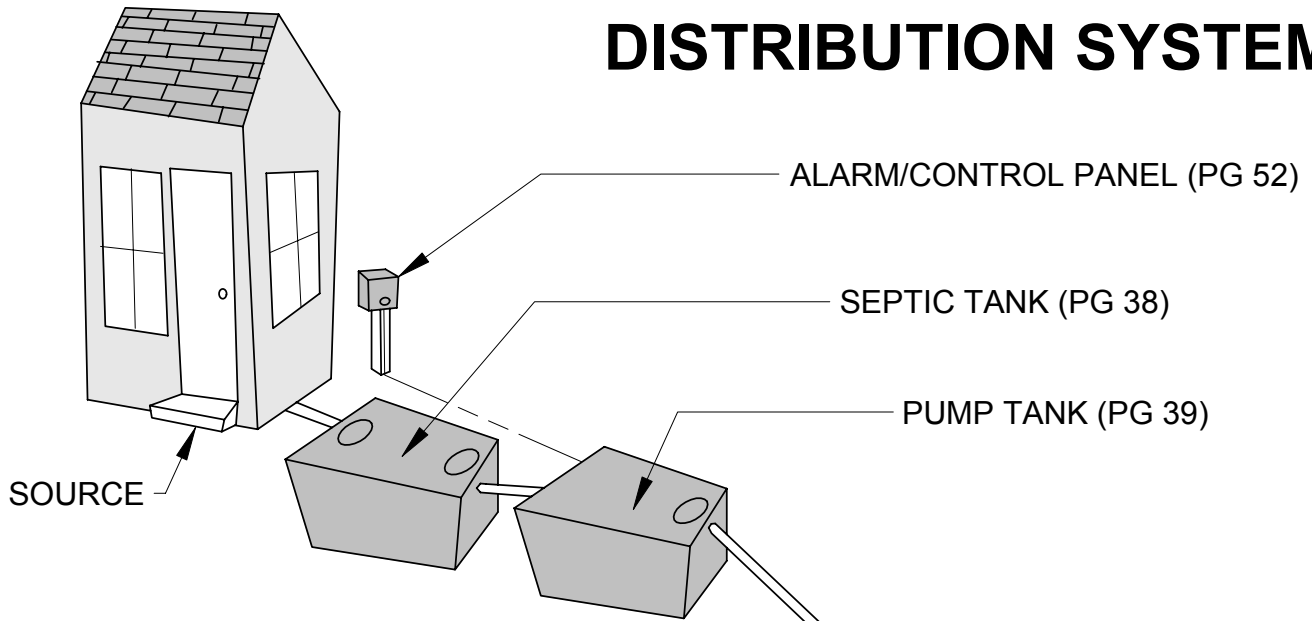 DISTRIBUTION SYSTEM
ALARM/CONTROL PANEL (PG 52)
SEPTIC TANK (PG 38)
PUMP TANK (PG 39)
SOURCE